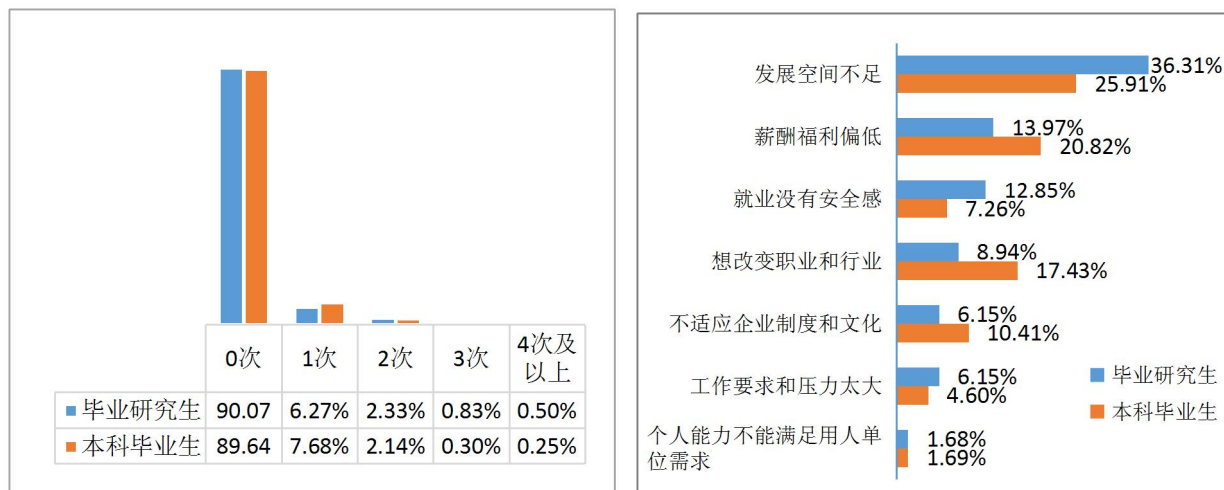 0次 1次 2次 3次 4次及
以上
毕业研究生 90.07 6.27% 2.33% 0.83% 0.50%
本科毕业生 89.64 7.68% 2.14% 0.30% 0.25%
发展空间不足 36.31%
25.91%
薪酬福利偏低 13.97%
20.82%
就业没有安全感 12.85%
7.26%
想改变职业和行业 8.94%
17.43%
不适应企业制度和文化 6.15%
10.41%
工作要求和压力太大 6.15%
4.60%
毕业研究生
本科毕业生
个人能力不能满足用人单
位需求
1.68%
1.69%